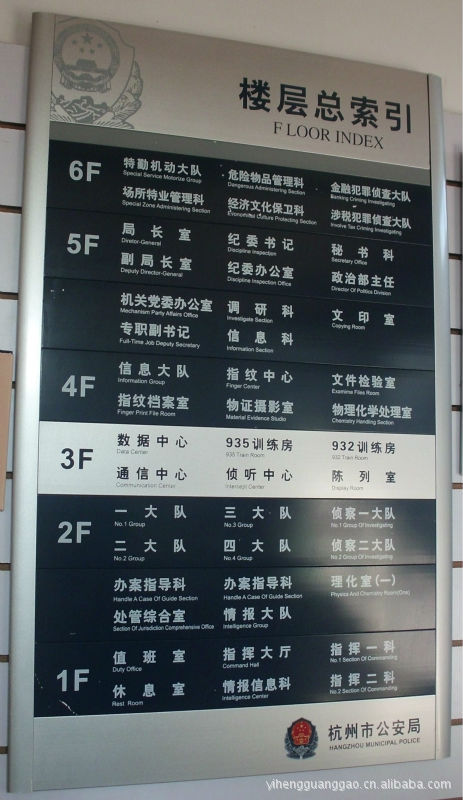 楼层总索引
FLOOR INDEX
6F
特勤机动大队 危险物品管理科 金融犯罪侦查大队
Special Service Motorize Group Dangerous Administering Section Banking Criming Investigating
场所特业管理科 经济文化保卫科 涉税犯罪侦查大队
Special Zone Administering Section Evonomitial Culture Protecting Section Involve Tax Criming Investigating
5F
局长室 纪委书记 秘书科
Diretor-General Discipline Inspection Secretary Office
副局长室 纪委办公室 政治部主任
Deputy Director-General Discipline Inspection Office Director Of Politics Division
机关党委办公室 调研科 文印室
Mechanism Party Affairs Office Investigate Section Copying Room
专职副书记 信息科
Full-Time Job Deputy Secretary Information Section
4F
信息大队 指纹中心 文件检验室
Information Group Finger Center Examima Files Room
指纹档案室 物证摄影室 物理化学处理室
Finger Print File Room Material Evidence Studio Chemistry Handling Section
3F
数据中心 935训练房 932训练房
Data Center 935 Train Room 932 Train Room
通信中心 侦听中心 陈列室
Communication Center Intercept Center Display Room
2F
一大队 三大队 侦察一大队
No.1 Group No.3 Group No.1 Group Of Investigating
二大队 四大队 侦察二大队
No.2 Group No.4 Group No.2 Group Of Investigating
办案指导科 办案指导科 理化室(一)
Handle A Case Of Guide Section Handle A Case Of Guide Section Physica And Chemistry Room(One)
处管综合室 情报大队
Section Of Jurisdiction Comprehensive Office Intelligence Group
1F
值班室 指挥大厅 指挥一科
Duty Office Command Hall No.1 Section Of Commanding
休息室 情报信息科 指挥二科
Rest Room Intelligence Center No.2 Section Of Commanding
杭州市公安局
HANGZHOU MUNICIPAL POLICE
yihengguanggao.cn.alibaba.com